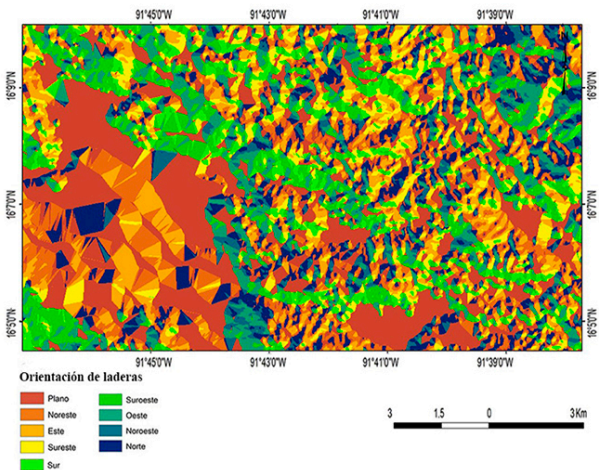 91°45'0"W 91°43'0"W 91°41'0"W 91°39'0"W
16°9'0"N 16°9'0"N
16°7'0"N 16°7'0"N
16°5'0"N 16°5'0"N
91°45'0"W 91°43'0"W 91°41'0"W 91°39'0"W
Orientación de laderas
Plano
Noreste
Este
Sureste
Sur
Suroeste
Oeste
Noroeste
Norte
3 1.5 0 3 Km